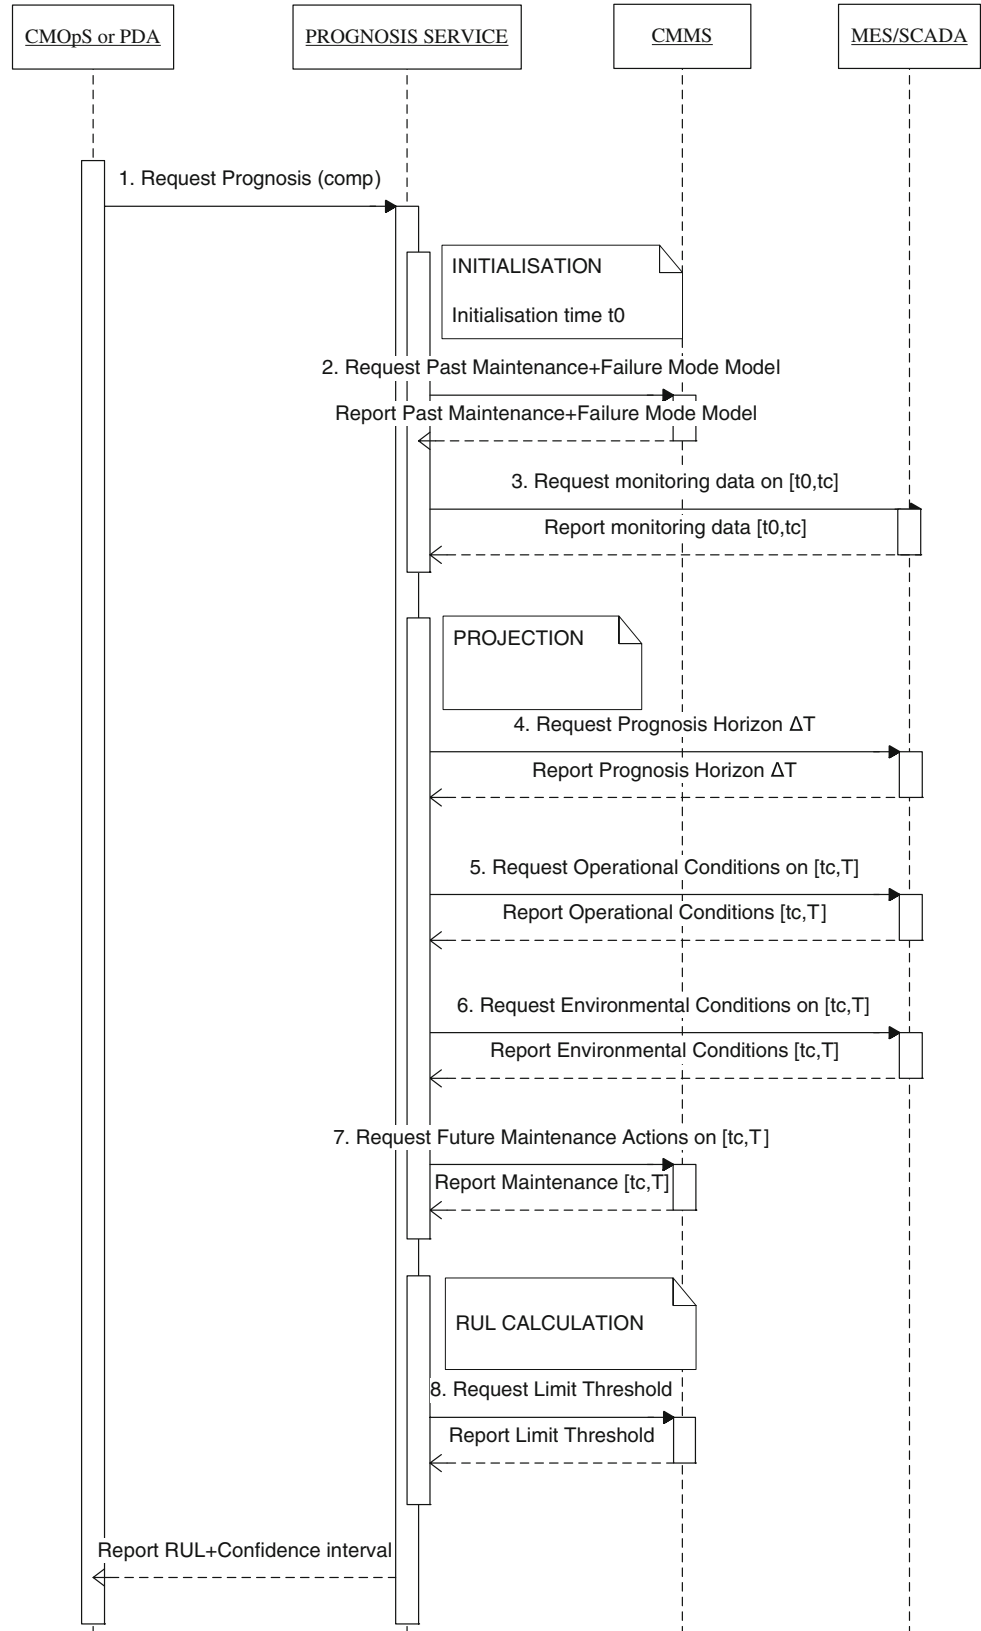 CMOpS or PDA
PROGNOSIS SERVICE
CMMS
MES/SCADA
1. Request Prognosis (comp)
INITIALISATION
Initialisation time t0
2. Request Past Maintenance+Failure Mode Model
Report Past Maintenance+Failure Mode Model
3. Request monitoring data on [t0,tc]
Report monitoring data [t0,tc]
PROJECTION
4. Request Prognosis Horizon ΔT
Report Prognosis Horizon ΔT
5. Request Operational Conditions on [tc,T]
Report Operational Conditions [tc,T]
6. Request Environmental Conditions on [tc,T]
Report Environmental Conditions [tc,T]
7. Request Future Maintenance Actions on [tc,T]
Report Maintenance [tc,T]
RUL CALCULATION
8. Request Limit Threshold
Report Limit Threshold
Report RUL+Confidence interval